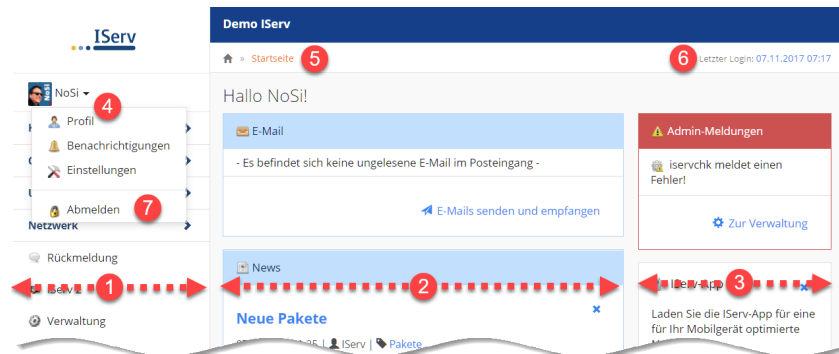 IServ
Demo IServ
» Startseite
5
6
Letzter Login: 07.11.2017 07:17
NoSi
NoSi
4
Hallo NoSi!
Profil
Benachrichtigungen
Einstellungen
Abmelden
7
Netzwerk
Rückmeldung
1
Verwaltung
E-Mail
- Es befindet sich keine ungelesene E-Mail im Posteingang -
E-Mails senden und empfangen
News
2
Neue Pakete
IServ | Pakete
Admin-Meldungen
iservchk meldet einen
Fehler!
Zur Verwaltung
IServ-App
3
Laden Sie die IServ-App für eine
für Ihr Mobilgerät optimierte